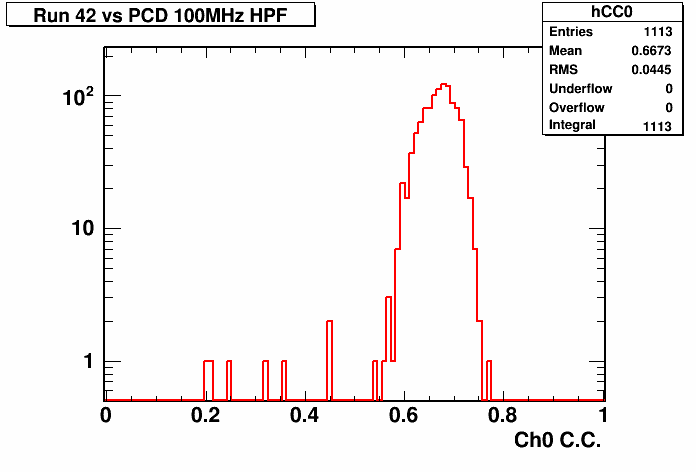 Run 42 vs PCD 100MHz HPF
hCC0
Entries 1113
Mean 0.6673
RMS 0.0445
Underflow 0
Overflow 0
Integral 1113
10²
10
1
0 0.2 0.4 0.6 0.8 1
Ch0 C.C.